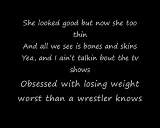 She looked good but now she too
thin
And all we see is bones and skins
Yea, and I ain't talkin bout the tv
shows
Obsessed with losing weight
worst than a wrestler knows